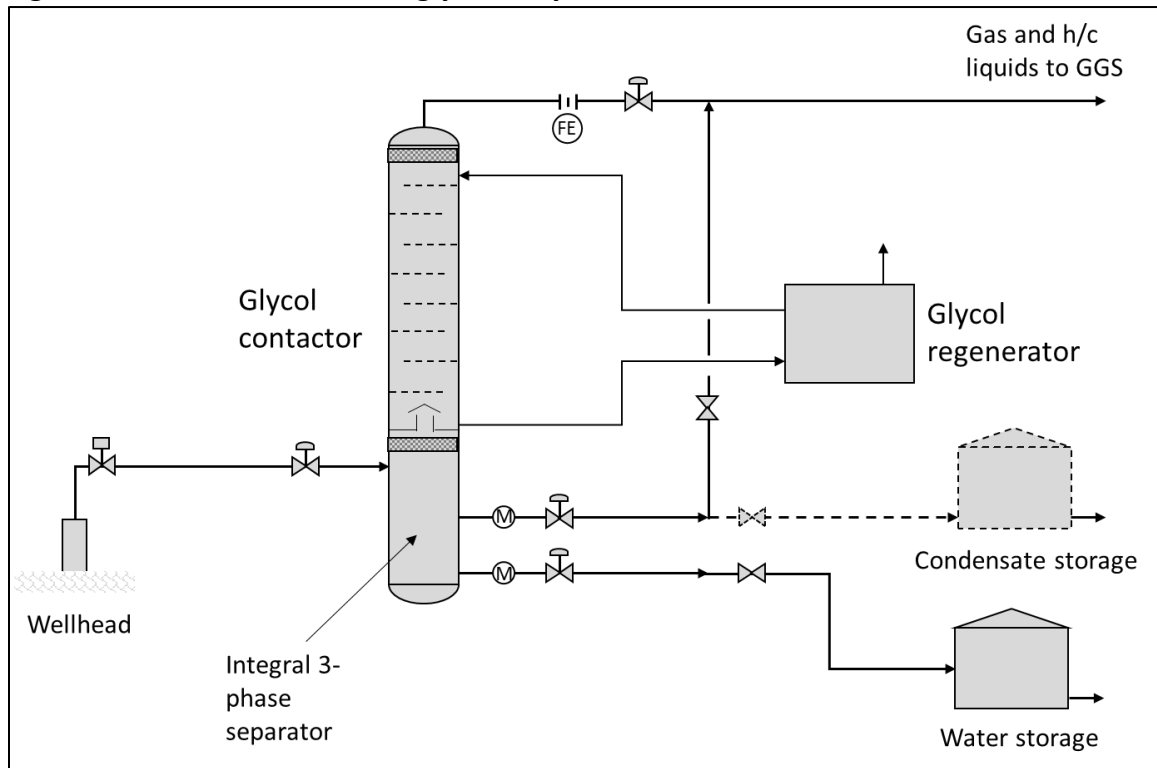 Gas and h/c
liquids to GGS
FE
Glycol
contactor
Glycol
regenerator
M
Condensate storage
M
Wellhead
Integral 3-
phase
separator
Water storage